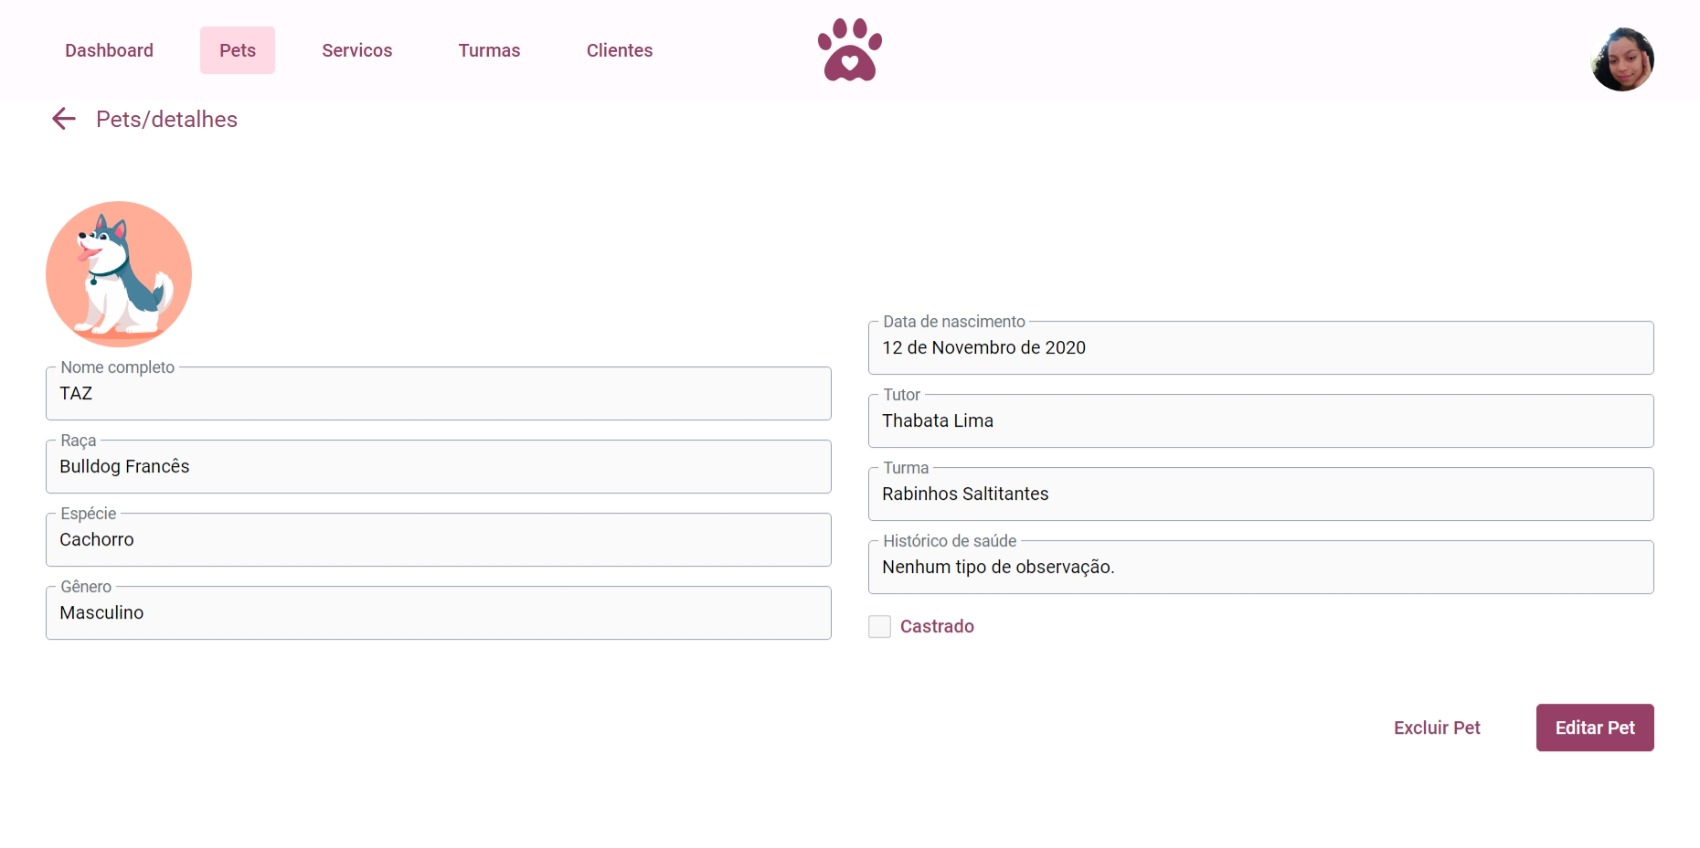 Dashboard
Pets
Servicos
Turmas
Clientes
Pets/detalhes
Nome completo
TAZ
Raça
Bulldog Francês
Espécie
Cachorro
Gênero
Masculino
Data de nascimento
12 de Novembro de 2020
Tutor
Thabata Lima
Turma
Rabinhos Saltitantes
Histórico de saúde
Nenhum tipo de observação.
Castrado
Excluir Pet
Editar Pet